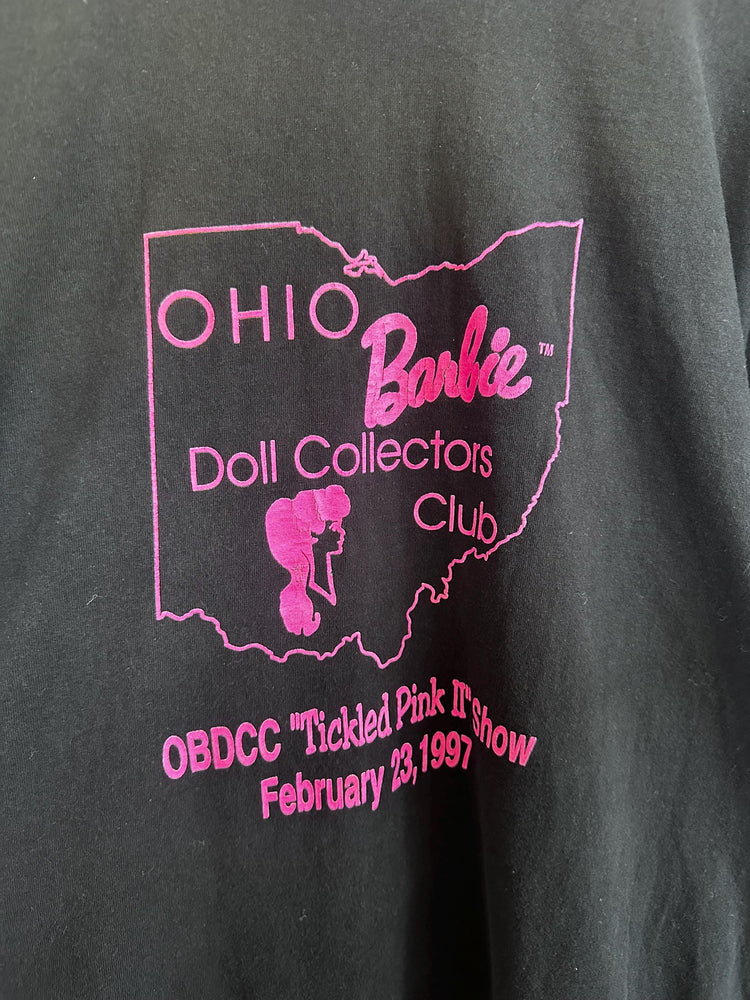 OHIO
Barbie™
Doll Collectors
Club
OBDCC "Tickled Pink II" Show
February 23, 1997